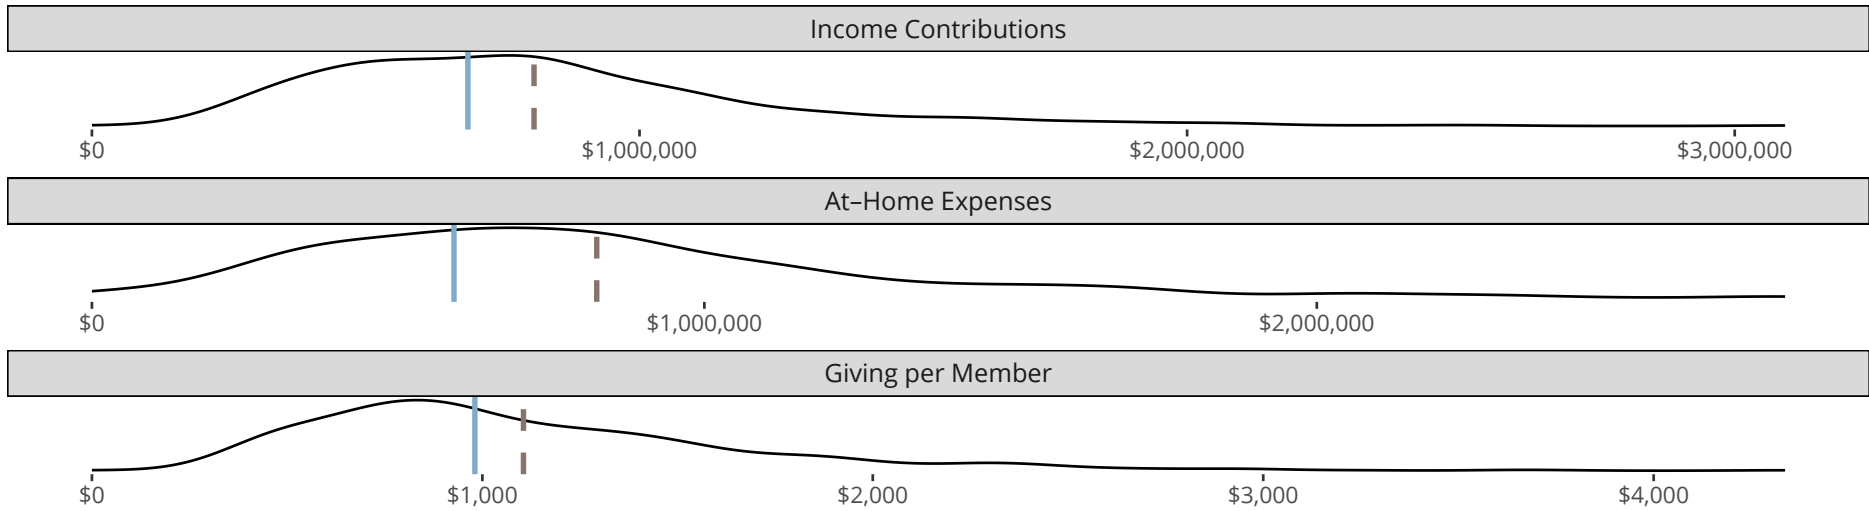 Income Contributions
$0 $1,000,000 $2,000,000 $3,000,000
At–Home Expenses
$0 $1,000,000 $2,000,000
Giving per Member
$0 $1,000 $2,000 $3,000 $4,000